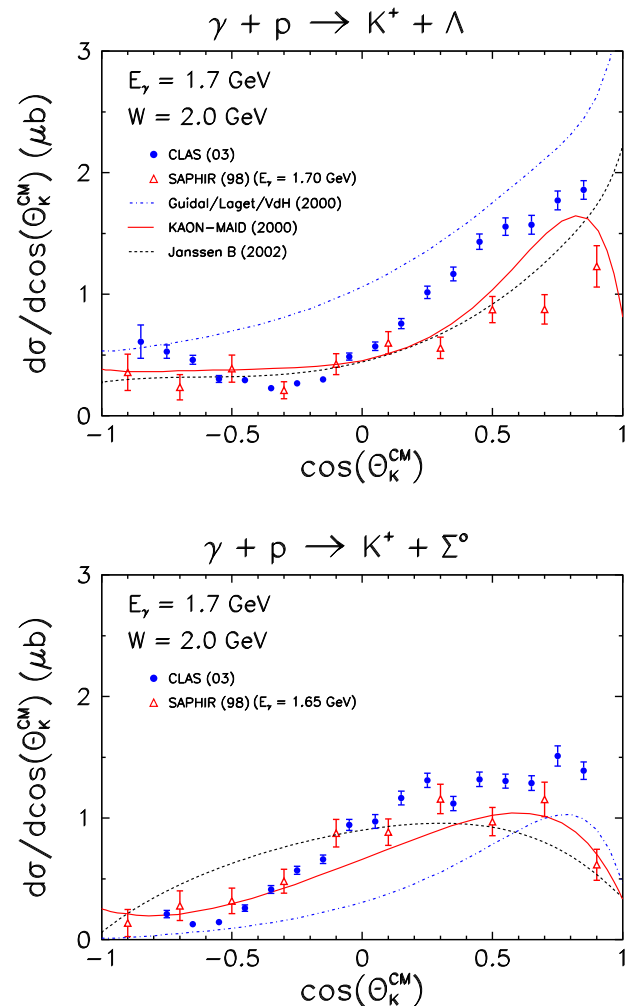 γ + p → K⁺ + Λ
3
2
1
0
dσ/dcos(Θ_K^CM) (μb)
E_γ = 1.7 GeV
W = 2.0 GeV
CLAS (03)
SAPHIR (98) (E_γ = 1.70 GeV)
Guidal/Laget/VdH (2000)
KAON-MAID (2000)
Janssen B (2002)
-1 -0.5 0 0.5 1
cos(Θ_K^CM)
γ + p → K⁺ + Σ°
3
2
1
0
dσ/dcos(Θ_K^CM) (μb)
E_γ = 1.7 GeV
W = 2.0 GeV
CLAS (03)
SAPHIR (98) (E_γ = 1.65 GeV)
-1 -0.5 0 0.5 1
cos(Θ_K^CM)